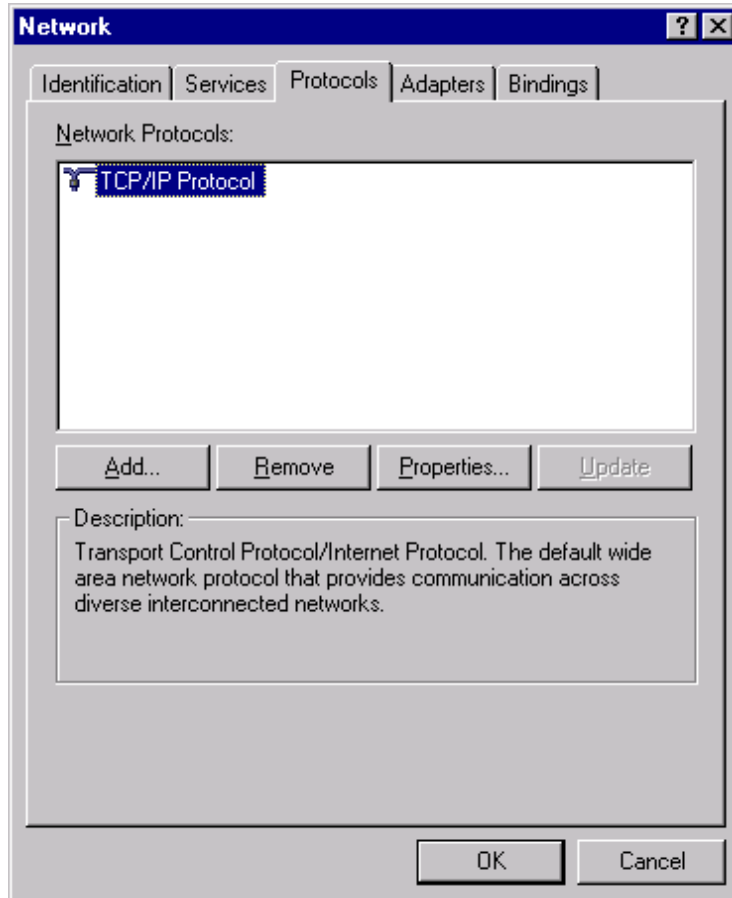 Network
Identification Services Protocols Adapters Bindings
Network Protocols:
TCP/IP Protocol
Add... Remove Properties... Update
Description:
Transport Control Protocol/Internet Protocol. The default wide
area network protocol that provides communication across
diverse interconnected networks.
OK Cancel